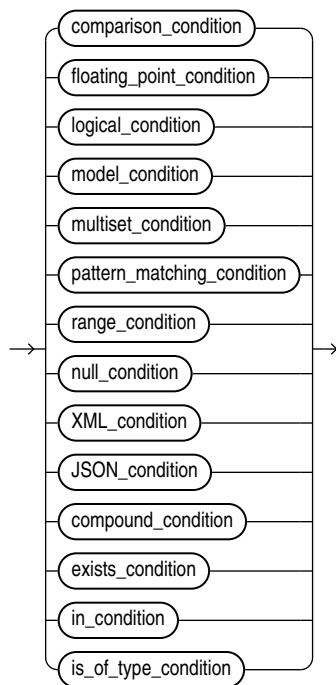 comparison_condition
floating_point_condition
logical_condition
model_condition
multiset_condition
pattern_matching_condition
range_condition
null_condition
XML_condition
JSON_condition
compound_condition
exists_condition
in_condition
is_of_type_condition